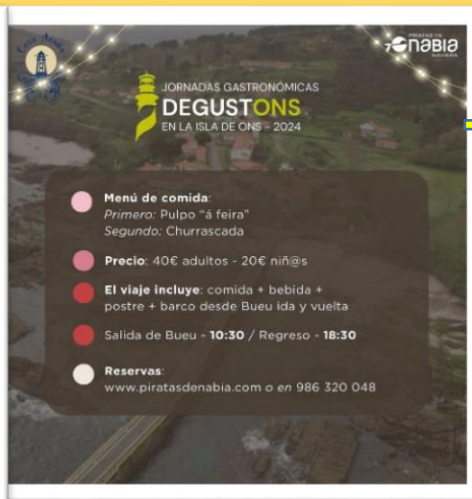 Casa Acuña
PIRATAS DE
nabia
JORNADAS GASTRONÓMICAS
DEGUSTONS
EN LA ISLA DE ONS - 2024
Menú de comida:
Primero: Pulpo "á feira"
Segundo: Churrascada
Precio: 40€ adultos - 20€ niñ@s
El viaje incluye: comida + bebida +
postre + barco desde Bueu ida y vuelta
Salida de Bueu - 10:30 / Regreso - 18:30
Reservas:
www.piratasdenabia.com o en 986 320 048